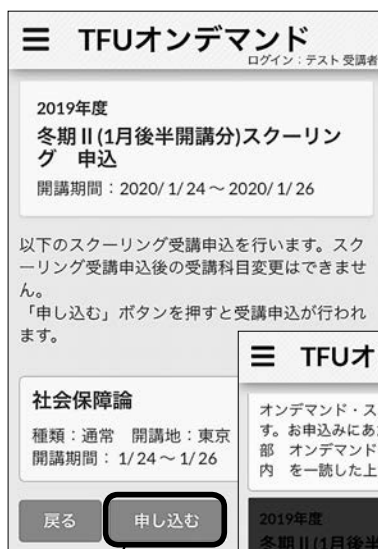 TFUオンデマンド
ログイン：テスト 受講者
2019年度
冬期Ⅱ(1月後半開講分)スクーリン
グ　申込
開講期間：2020/ 1/24～2020/ 1/26
以下のスクーリング受講申込を行います。スク
ーリング受講申込後の受講科目変更はできませ
ん。
「申し込む」ボタンを押すと受講申込が行われ
ます。
社会保障論
種類：通常　開講地：東京
開講期間： 1/24～ 1/26
戻る
申し込む
TFUオ
オンデマンド・ス
す。お申込みにあ
部　オンデマンド
内　を一読した上
2019年度
冬期Ⅱ(1月後半